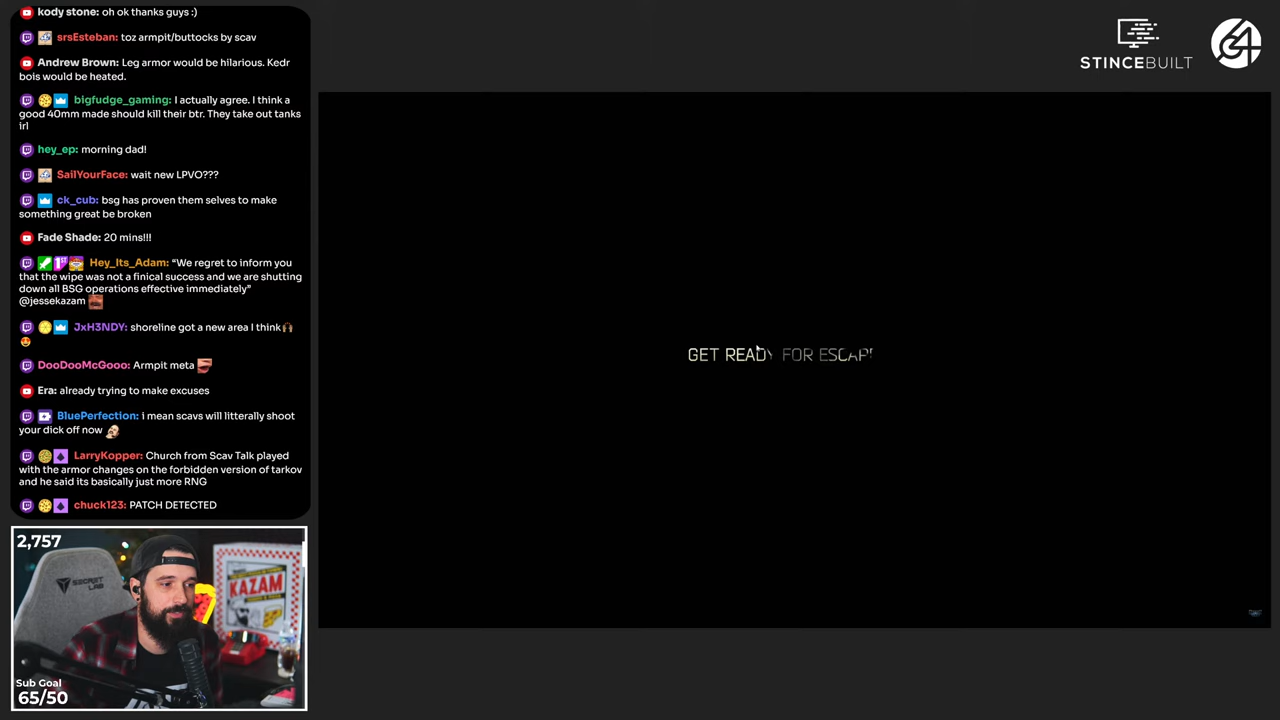 kody stone: oh ok thanks guys :)
srsEsteban: toz armpit/buttocks by scav
Andrew Brown: Leg armor would be hilarious. Kedr
bois would be heated.
bigfudge_gaming: I actually agree. I think a
good 40mm made should kill their btr. They take out tanks
irl
hey_ep: morning dad!
SailYourFace: wait new LPVO???
ck_cub: bsg has proven them selves to make
something great be broken
Fade Shade: 20 mins!!!
Hey_Its_Adam: “We regret to inform you
that the wipe was not a finical success and we are shutting
down all BSG operations effective immediately”
@jessekazam
JxH3NDY: shoreline got a new area I think
DooDooMcGooo: Armpit meta
Era: already trying to make excuses
BluePerfection: i mean scavs will litterally shoot
your dick off now
LarryKopper: Church from Scav Talk played
with the armor changes on the forbidden version of tarkov
and he said its basically just more RNG
chuck123: PATCH DETECTED
2,757
SECRET
LAB
KAZAM
Sub Goal
65/50
GET READY FOR ESCAPE
STINCEBUILT
G4